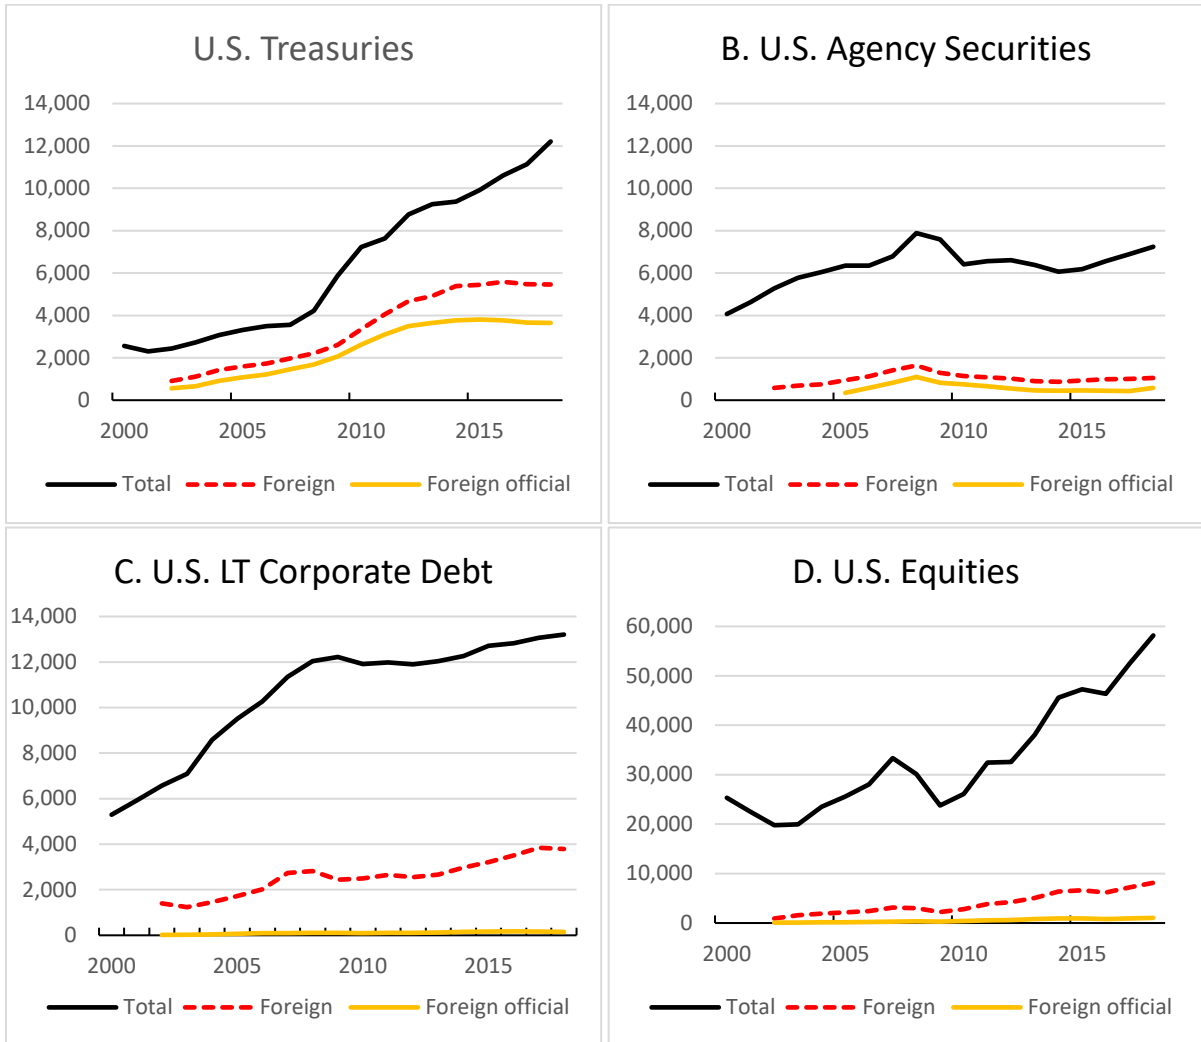 U.S. Treasuries
14,000
12,000
10,000
8,000
6,000
4,000
2,000
0
2000 2005 2010 2015
Total Foreign Foreign official
B. U.S. Agency Securities
14,000
12,000
10,000
8,000
6,000
4,000
2,000
0
2000 2005 2010 2015
Total Foreign Foreign official
C. U.S. LT Corporate Debt
14,000
12,000
10,000
8,000
6,000
4,000
2,000
0
2000 2005 2010 2015
Total Foreign Foreign official
D. U.S. Equities
60,000
50,000
40,000
30,000
20,000
10,000
0
2000 2005 2010 2015
Total Foreign Foreign official